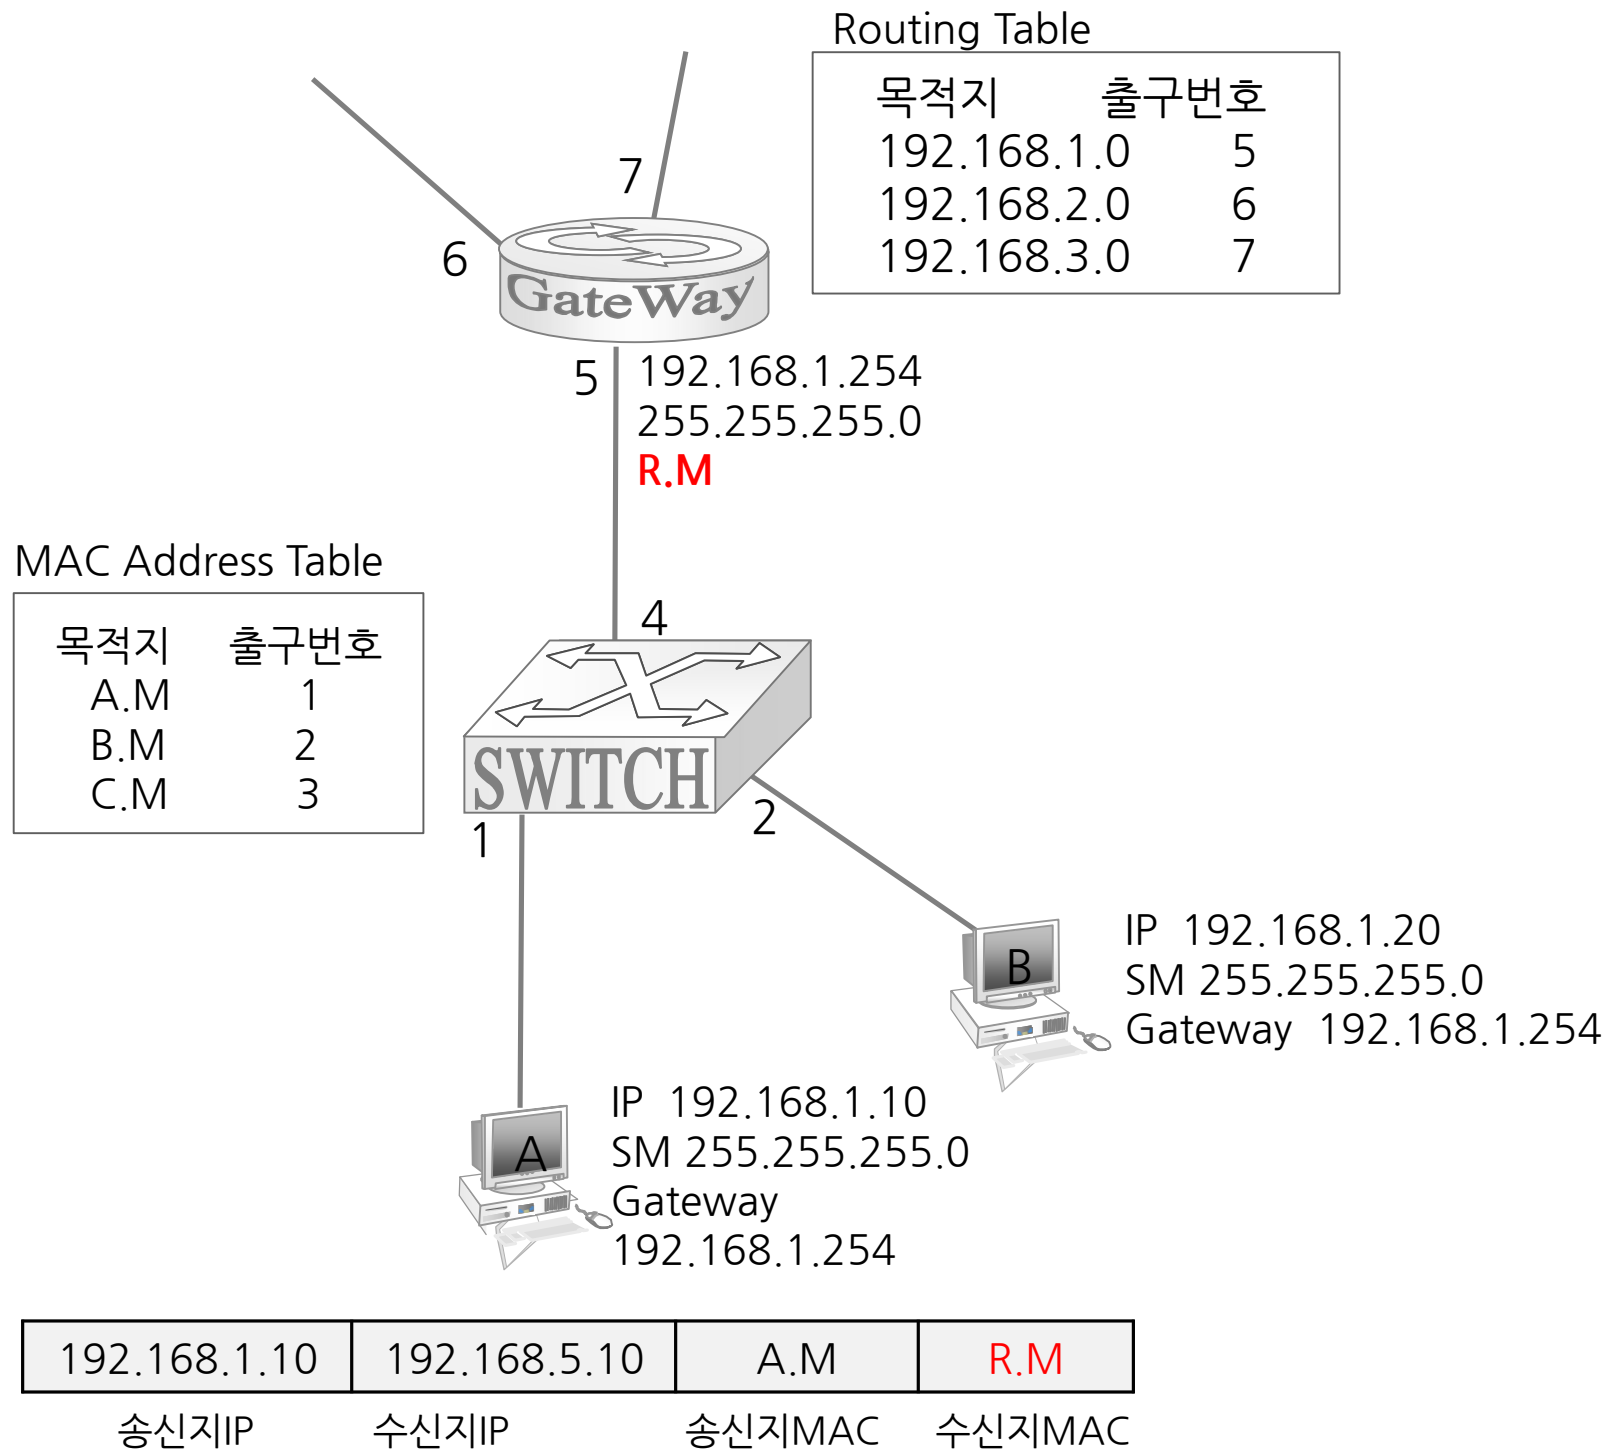 Routing Table
목적지 출구번호
192.168.1.0 5
192.168.2.0 6
192.168.3.0 7
7
6
GateWay
5
192.168.1.254
255.255.255.0
R.M
MAC Address Table
목적지 출구번호
A.M 1
B.M 2
C.M 3
4
SWITCH
1
2
B
IP 192.168.1.20
SM 255.255.255.0
Gateway 192.168.1.254
A
IP 192.168.1.10
SM 255.255.255.0
Gateway
192.168.1.254
192.168.1.10 192.168.5.10 A.M R.M
송신지IP 수신지IP 송신지MAC 수신지MAC